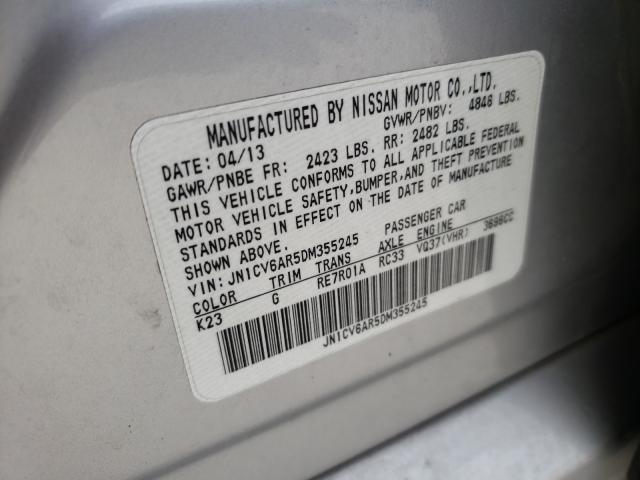 MANUFACTURED BY NISSAN MOTOR CO.,LTD.
DATE: 04/13 GVWR/PNBV: 4846 LBS.
GAWR/PNBE FR: 2423 LBS. RR: 2482 LBS.
THIS VEHICLE CONFORMS TO ALL APPLICABLE FEDERAL
MOTOR VEHICLE SAFETY,BUMPER,AND THEFT PREVENTION
STANDARDS IN EFFECT ON THE DATE OF MANUFACTURE
SHOWN ABOVE.
VIN: JN1CV6AR5DM355245 PASSENGER CAR
COLOR TRIM TRANS AXLE ENGINE
K23 G RE7R01A RC33 VQ37(VHR) 3696CC
JN1CV6AR5DM355245